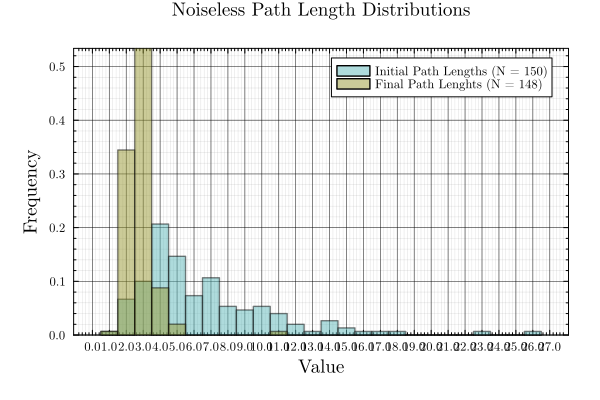 Noiseless Path Length Distributions
Initial Path Lengths (N = 150)
Final Path Lenghts (N = 148)
Frequency
0.5
0.4
0.3
0.2
0.1
0.0
0.0 1.0 2.0 3.0 4.0 5.0 6.0 7.0 8.0 9.0 10.0 11.0 12.0 13.0 14.0 15.0 16.0 17.0 18.0 19.0 20.0 21.0 22.0 23.0 24.0 25.0 26.0 27.0
Value